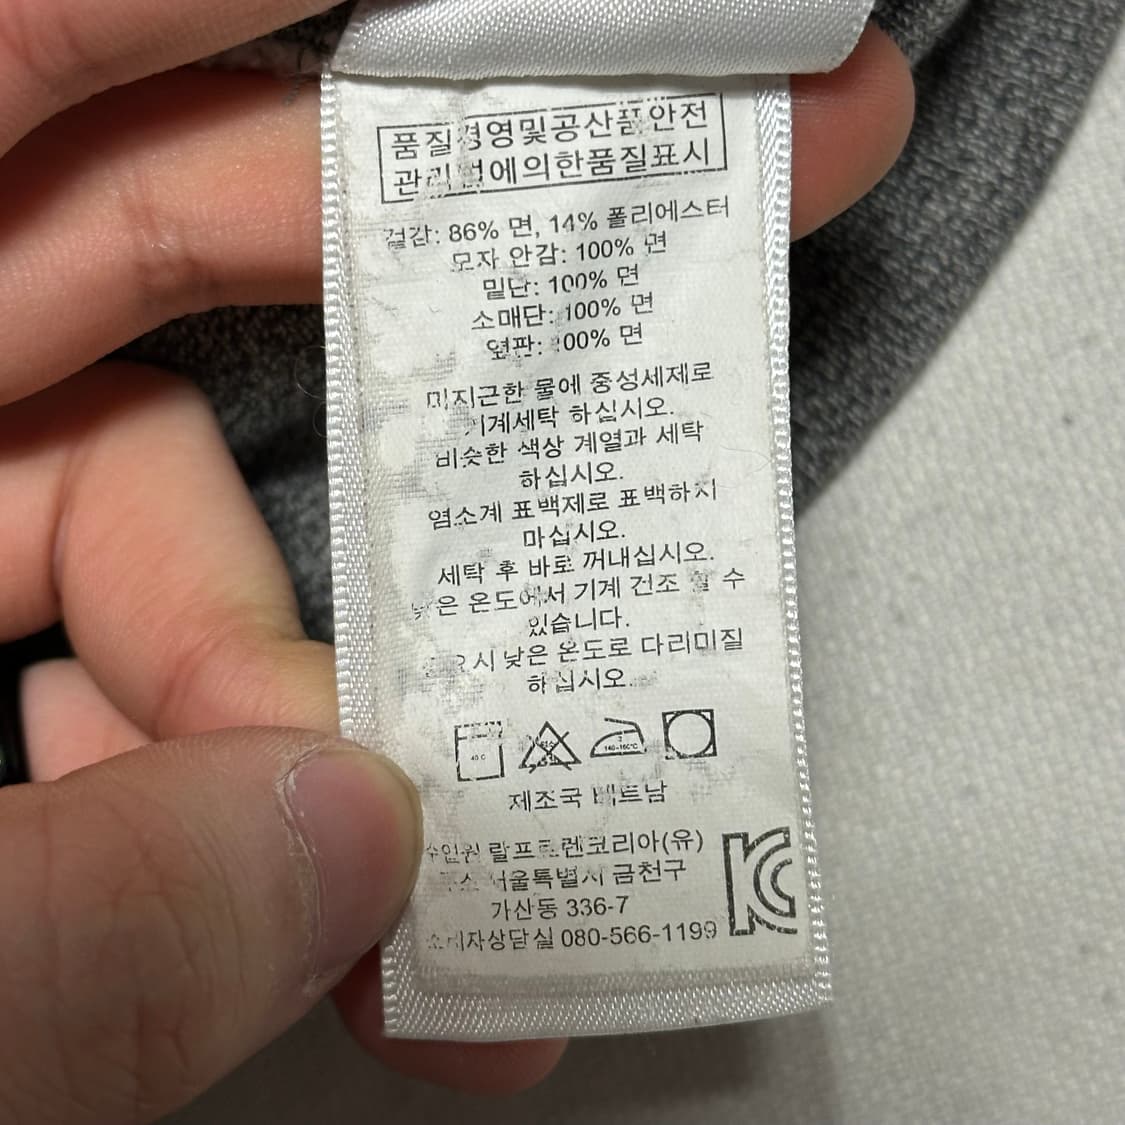 품질경영및공산품안전
관리법에의한품질표시
겉감: 86% 면, 14% 폴리에스터
모자 안감: 100% 면
밑단: 100% 면
소매단: 100% 면
옆판: 100% 면
미지근한 물에 중성세제로
기계세탁 하십시오.
비슷한 색상 계열과 세탁
하십시오.
염소계 표백제로 표백하지
마십시오.
세탁 후 바로 꺼내십시오.
낮은 온도에서 기계 건조 할 수
있습니다.
필요시 낮은 온도로 다리미질
하십시오.
40 C
140~160°C
제조국 베트남
수입원 랄프로렌코리아(유)
주소 서울특별시 금천구
가산동 336-7
소비자상담실 080-566-1199
KC